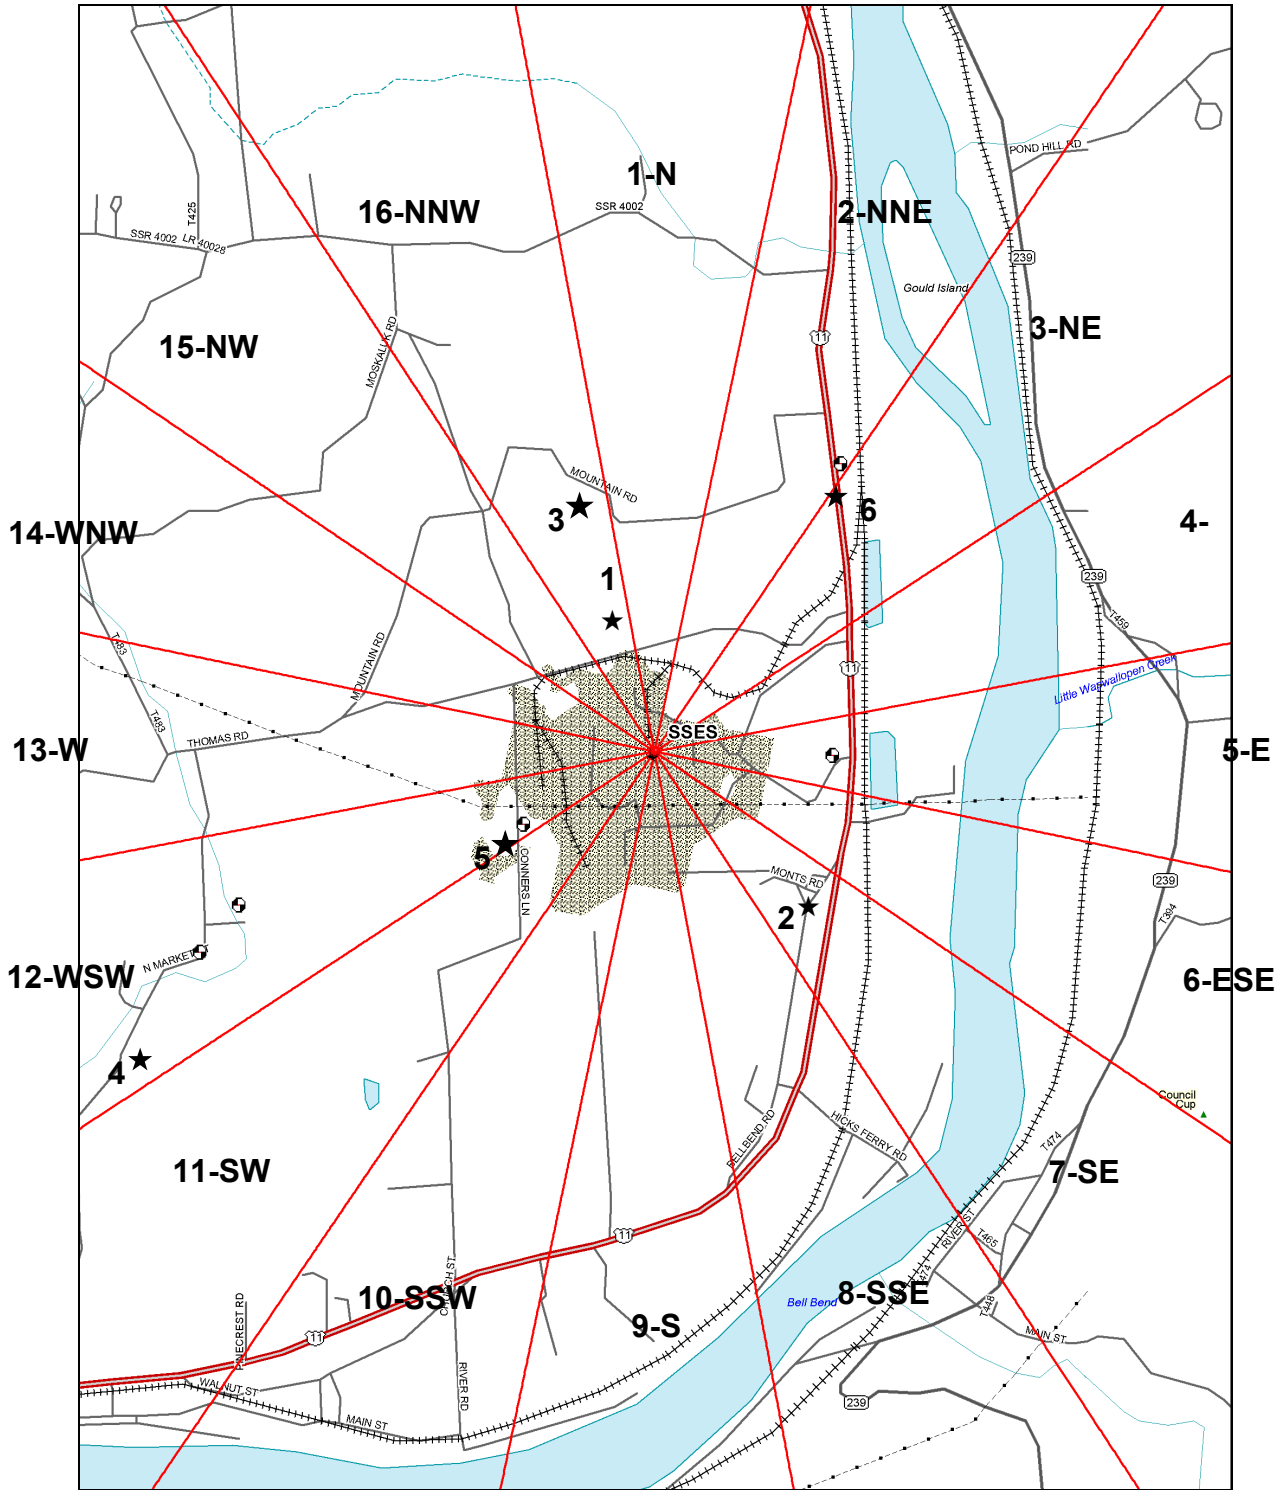 POND HILL RD
1-N
16-NNW
SSR 4002
2-NNE
T425
SSR 4002
LR 40028
239
Gould Island
3-NE
11
15-NW
MOSKALUK RD
MOUNTAIN RD
3
6
14-WNW
4-
1
239
T459
T483
MOUNTAIN RD
11
Little Wapwallopen Creek
T483
SSES
THOMAS RD
13-W
5-E
5
CONNERS LN
MONTS RD
239
2
T394
N MARKET
12-WSW
6-ESE
4
Council
Cup
BELLBEND RD
HICKS FERRY RD
T474
11-SW
7-SE
RIVER ST
11
T465
CHURCH ST
T474
10-SSW
8-SSE
Bell Bend
PINECREST RD
T448
9-S
11
MAIN ST
WALNUT ST
RIVER RD
239
MAIN ST